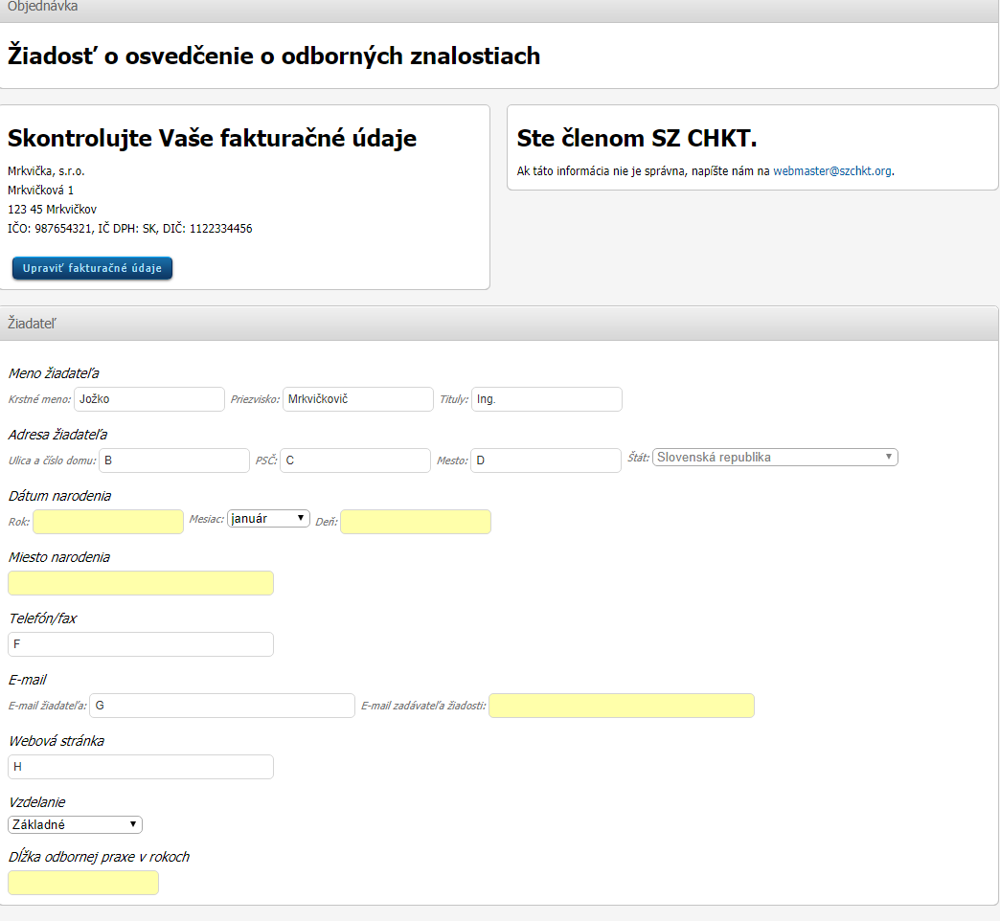 Objednávka
Žiadosť o osvedčenie o odborných znalostiach
Skontrolujte Vaše fakturačné údaje
Mrkvička, s.r.o.
Mrkvičková 1
123 45 Mrkvičkov
IČO: 987654321, IČ DPH: SK, DIČ: 1122334456
Upraviť fakturačné údaje
Ste členom SZ CHKT.
Ak táto informácia nie je správna, napíšte nám na webmaster@szchkt.org.
Žiadateľ
Meno žiadateľa
Krstné meno: Jožko Priezvisko: Mrkvičkovič Tituly: Ing.
Adresa žiadateľa
Ulica a číslo domu: B PSČ: C Mesto: D Štát: Slovenská republika
Dátum narodenia
Rok: Mesiac: január Deň:
Miesto narodenia
Telefón/fax
F
E-mail
E-mail žiadateľa: G E-mail zadávateľa žiadosti:
Webová stránka
H
Vzdelanie
Základné
Dĺžka odbornej praxe v rokoch